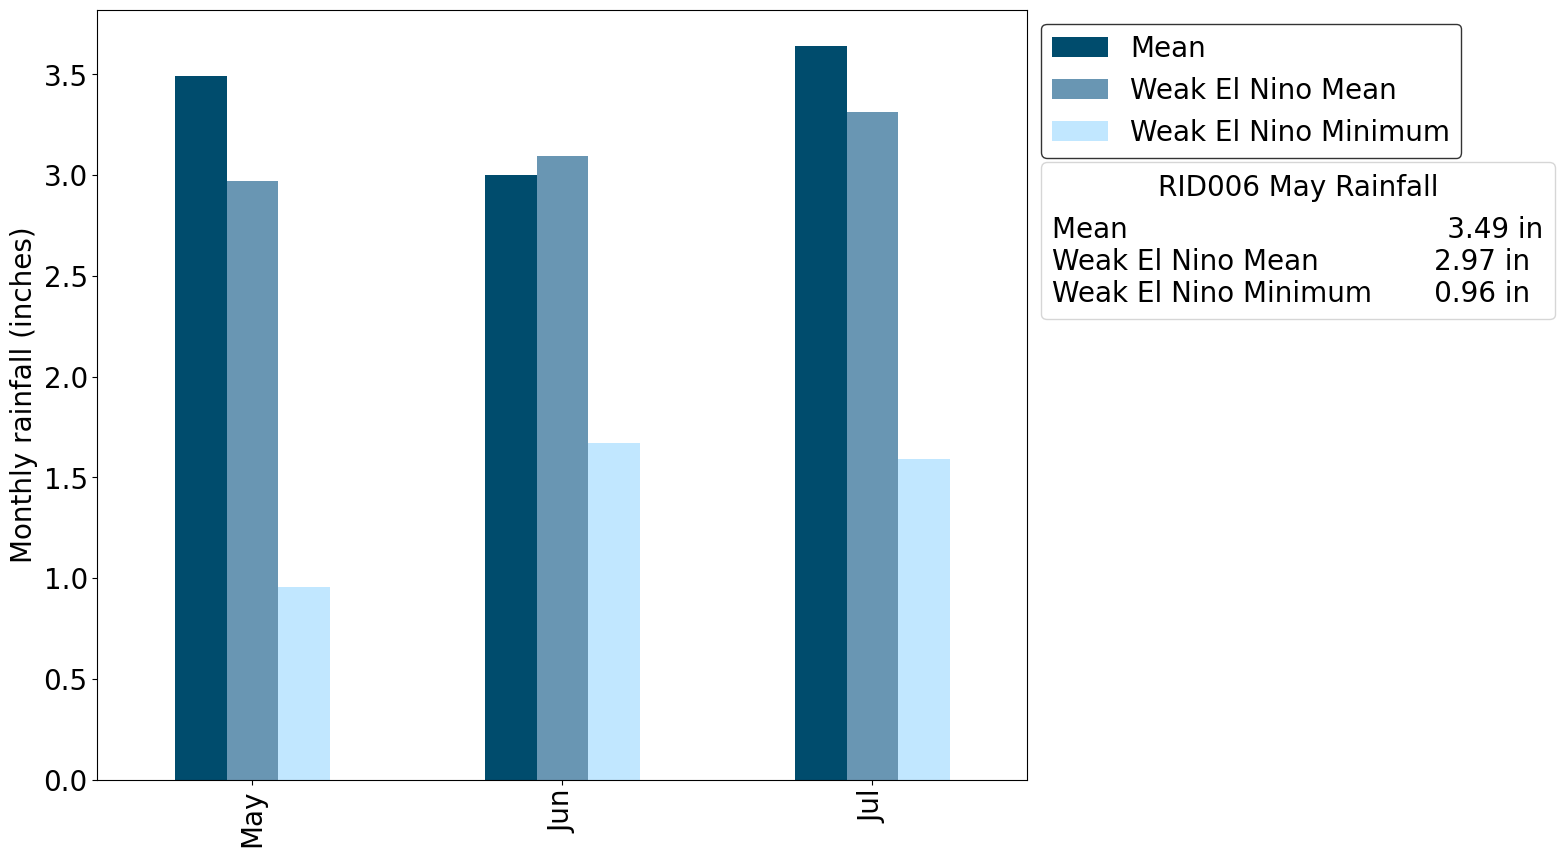 Monthly rainfall (inches)
3.5
3.0
2.5
2.0
1.5
1.0
0.5
0.0
May
Jun
Jul
Mean
Weak El Nino Mean
Weak El Nino Minimum
RID006 May Rainfall
Mean 3.49 in
Weak El Nino Mean 2.97 in
Weak El Nino Minimum 0.96 in